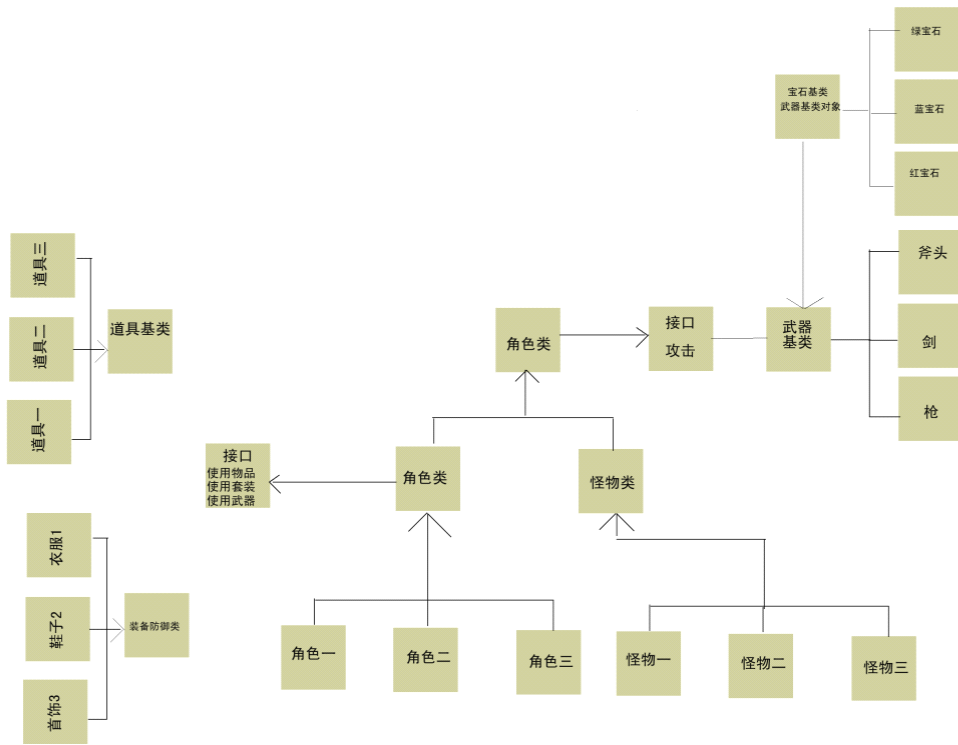 绿宝石
宝石基类
武器基类对象
蓝宝石
红宝石
道具三
道具二
道具一
道具基类
角色类
接口
攻击
武器
基类
斧头
剑
枪
接口
使用物品
使用套装
使用武器
角色类
怪物类
衣服1
鞋子2
首饰3
装备防御类
角色一
角色二
角色三
怪物一
怪物二
怪物三